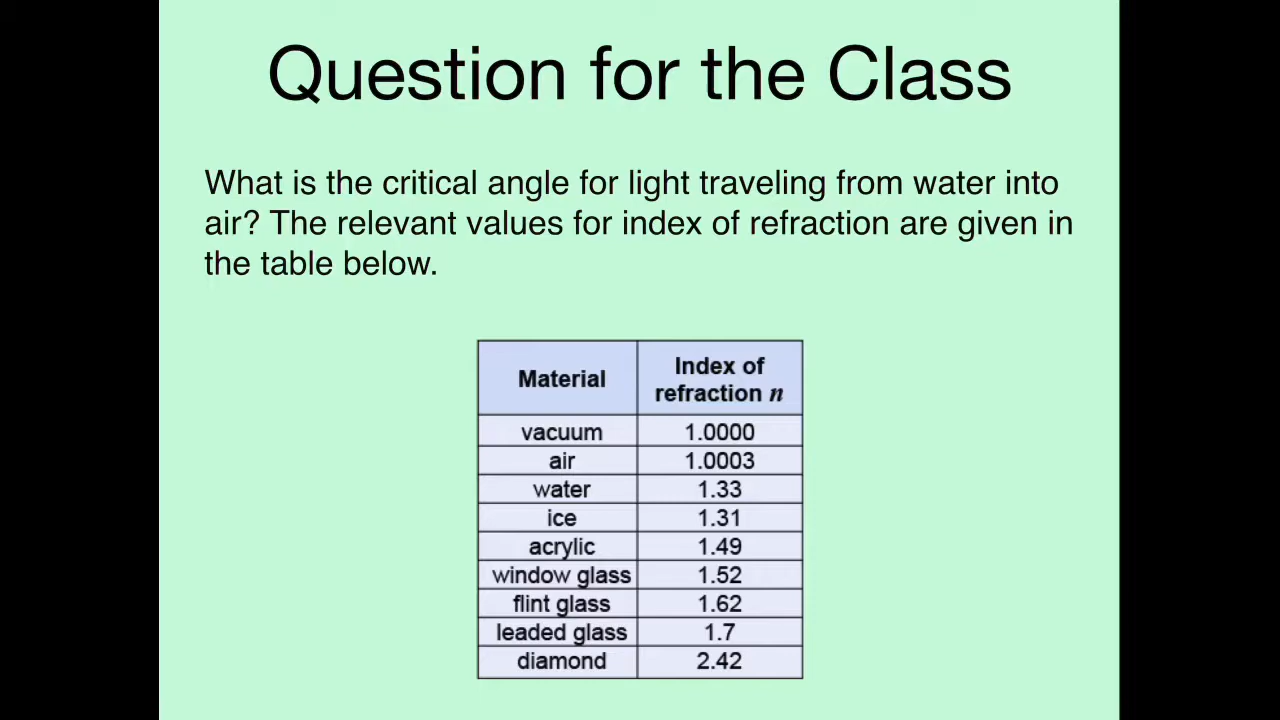 Question for the Class
What is the critical angle for light traveling from water into
air? The relevant values for index of refraction are given in
the table below.
Material Index of refraction n
vacuum 1.0000
air 1.0003
water 1.33
ice 1.31
acrylic 1.49
window glass 1.52
flint glass 1.62
leaded glass 1.7
diamond 2.42